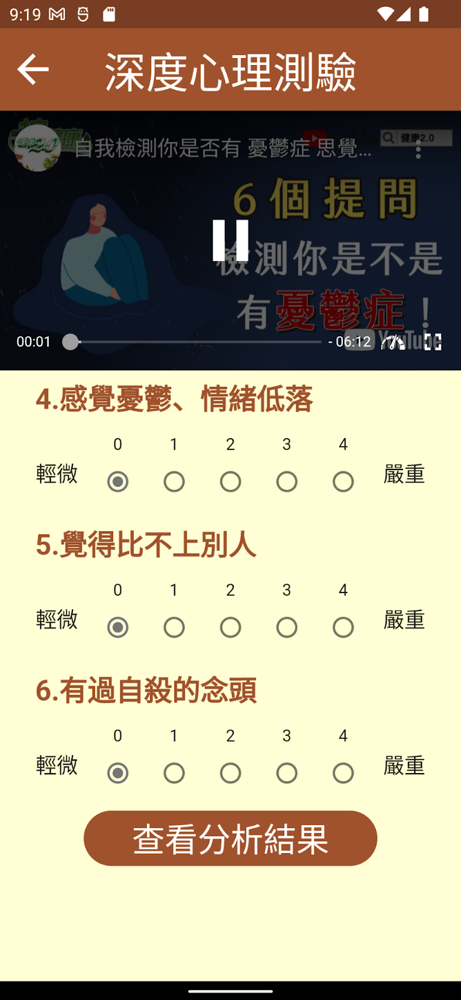 9:19
深度心理測驗
健康2.0
自我檢測你是否有 憂鬱症 思覺...
6個提問
檢測你是不是
有憂鬱症！
00:01
- 06:12
YouTube
4.感覺憂鬱、情緒低落
0 1 2 3 4
輕微 嚴重
5.覺得比不上別人
0 1 2 3 4
輕微 嚴重
6.有過自殺的念頭
0 1 2 3 4
輕微 嚴重
查看分析結果